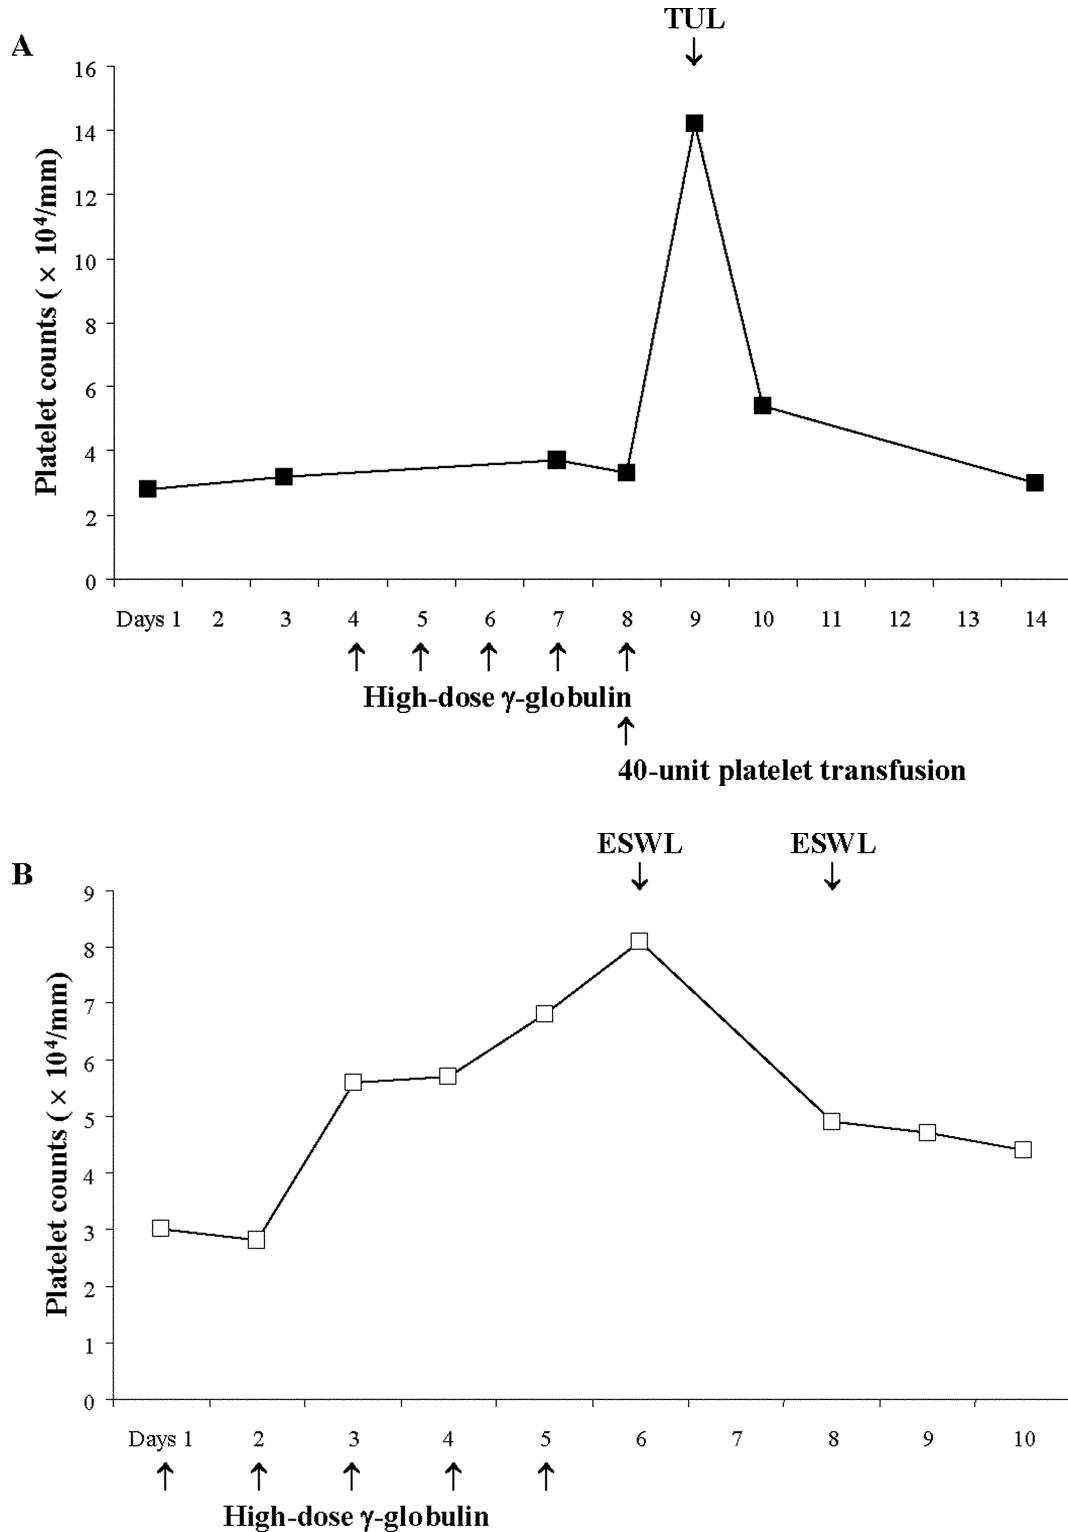 TUL
A
16
14
12
10
8
6
4
2
0
Platelet counts ( × 10⁴/mm)
Days 1 2 3 4 5 6 7 8 9 10 11 12 13 14
High-dose γ-globulin
40-unit platelet transfusion
ESWL ESWL
B
9
8
7
6
5
4
3
2
1
0
Platelet counts ( × 10⁴/mm)
Days 1 2 3 4 5 6 7 8 9 10
High-dose γ-globulin